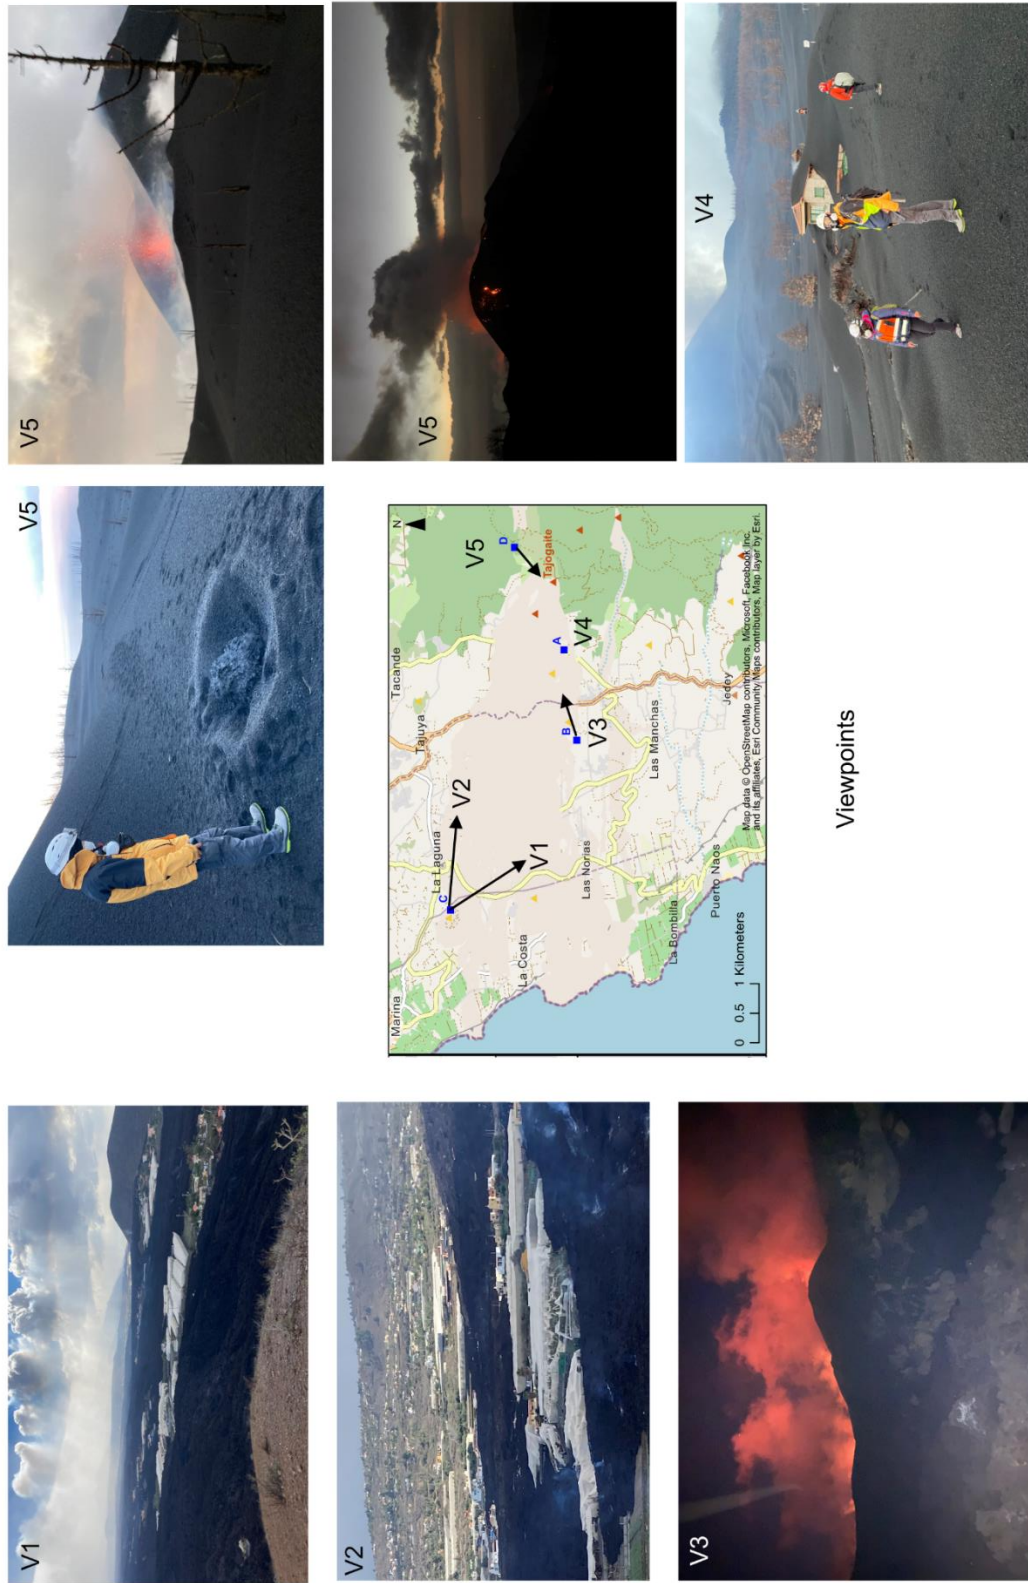 V1
V5
V5
V2
V5
V3
V4
N
Tacande
Tajuya
La Laguna
Marina
C
V2
V1
V5
D
Tajogaite
A
V4
B
V3
La Costa
Las Norias
Las Manchas
Jedey
La Bombilla
Puerto Naos
0 0.5 1 Kilometers
Map data © OpenStreetMap contributors, Microsoft, Facebook, Inc.
and its affiliates, Esri Community Maps contributors, Map layer by Esri.
Viewpoints